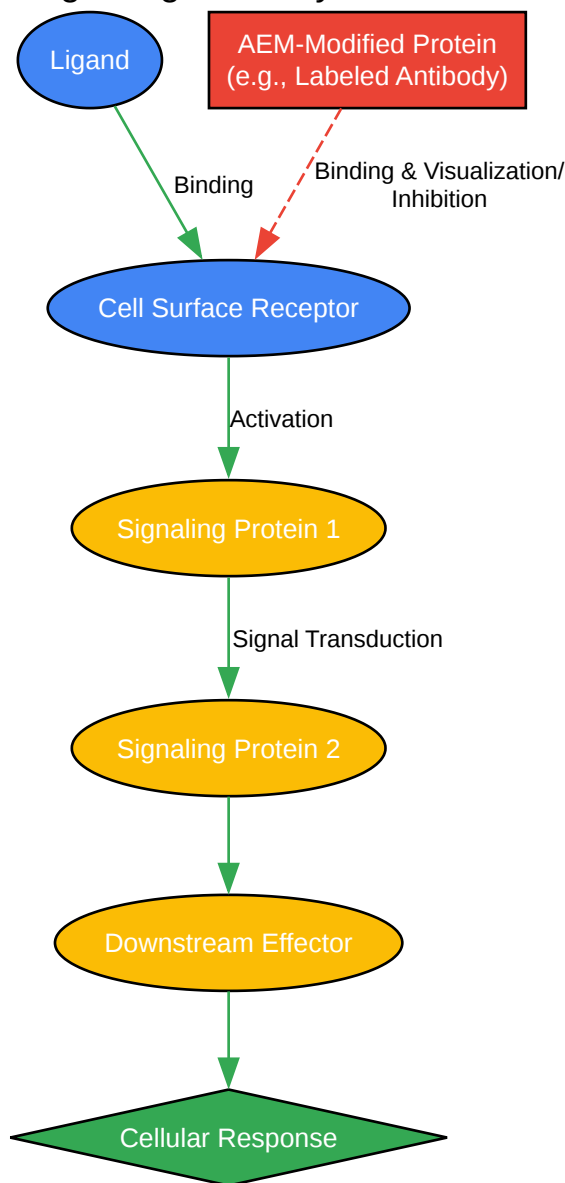 Ligand
AEM-Modified Protein
(e.g., Labeled Antibody)
Binding
Binding & Visualization/
Inhibition
Cell Surface Receptor
Activation
Signaling Protein 1
Signal Transduction
Signaling Protein 2
Downstream Effector
Cellular Response